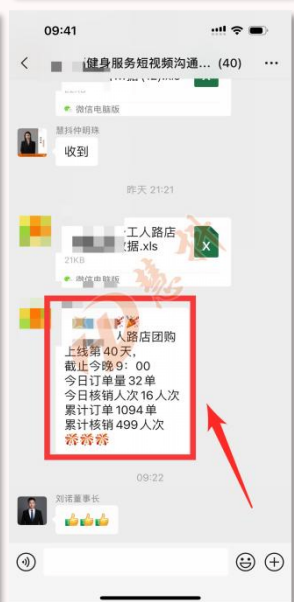 09:41
健身服务短视频沟通... (40)
微信电脑版
慧抖仲明珠
收到
昨天 21:21
工人路店
据.xls
X
21KB
微信电脑版
人路店团购
上线第40天,
截止今晚9：00
今日订单量32单
今日核销人次16人次
累计订单1094单
累计核销499人次
09:22
刘诺董事长